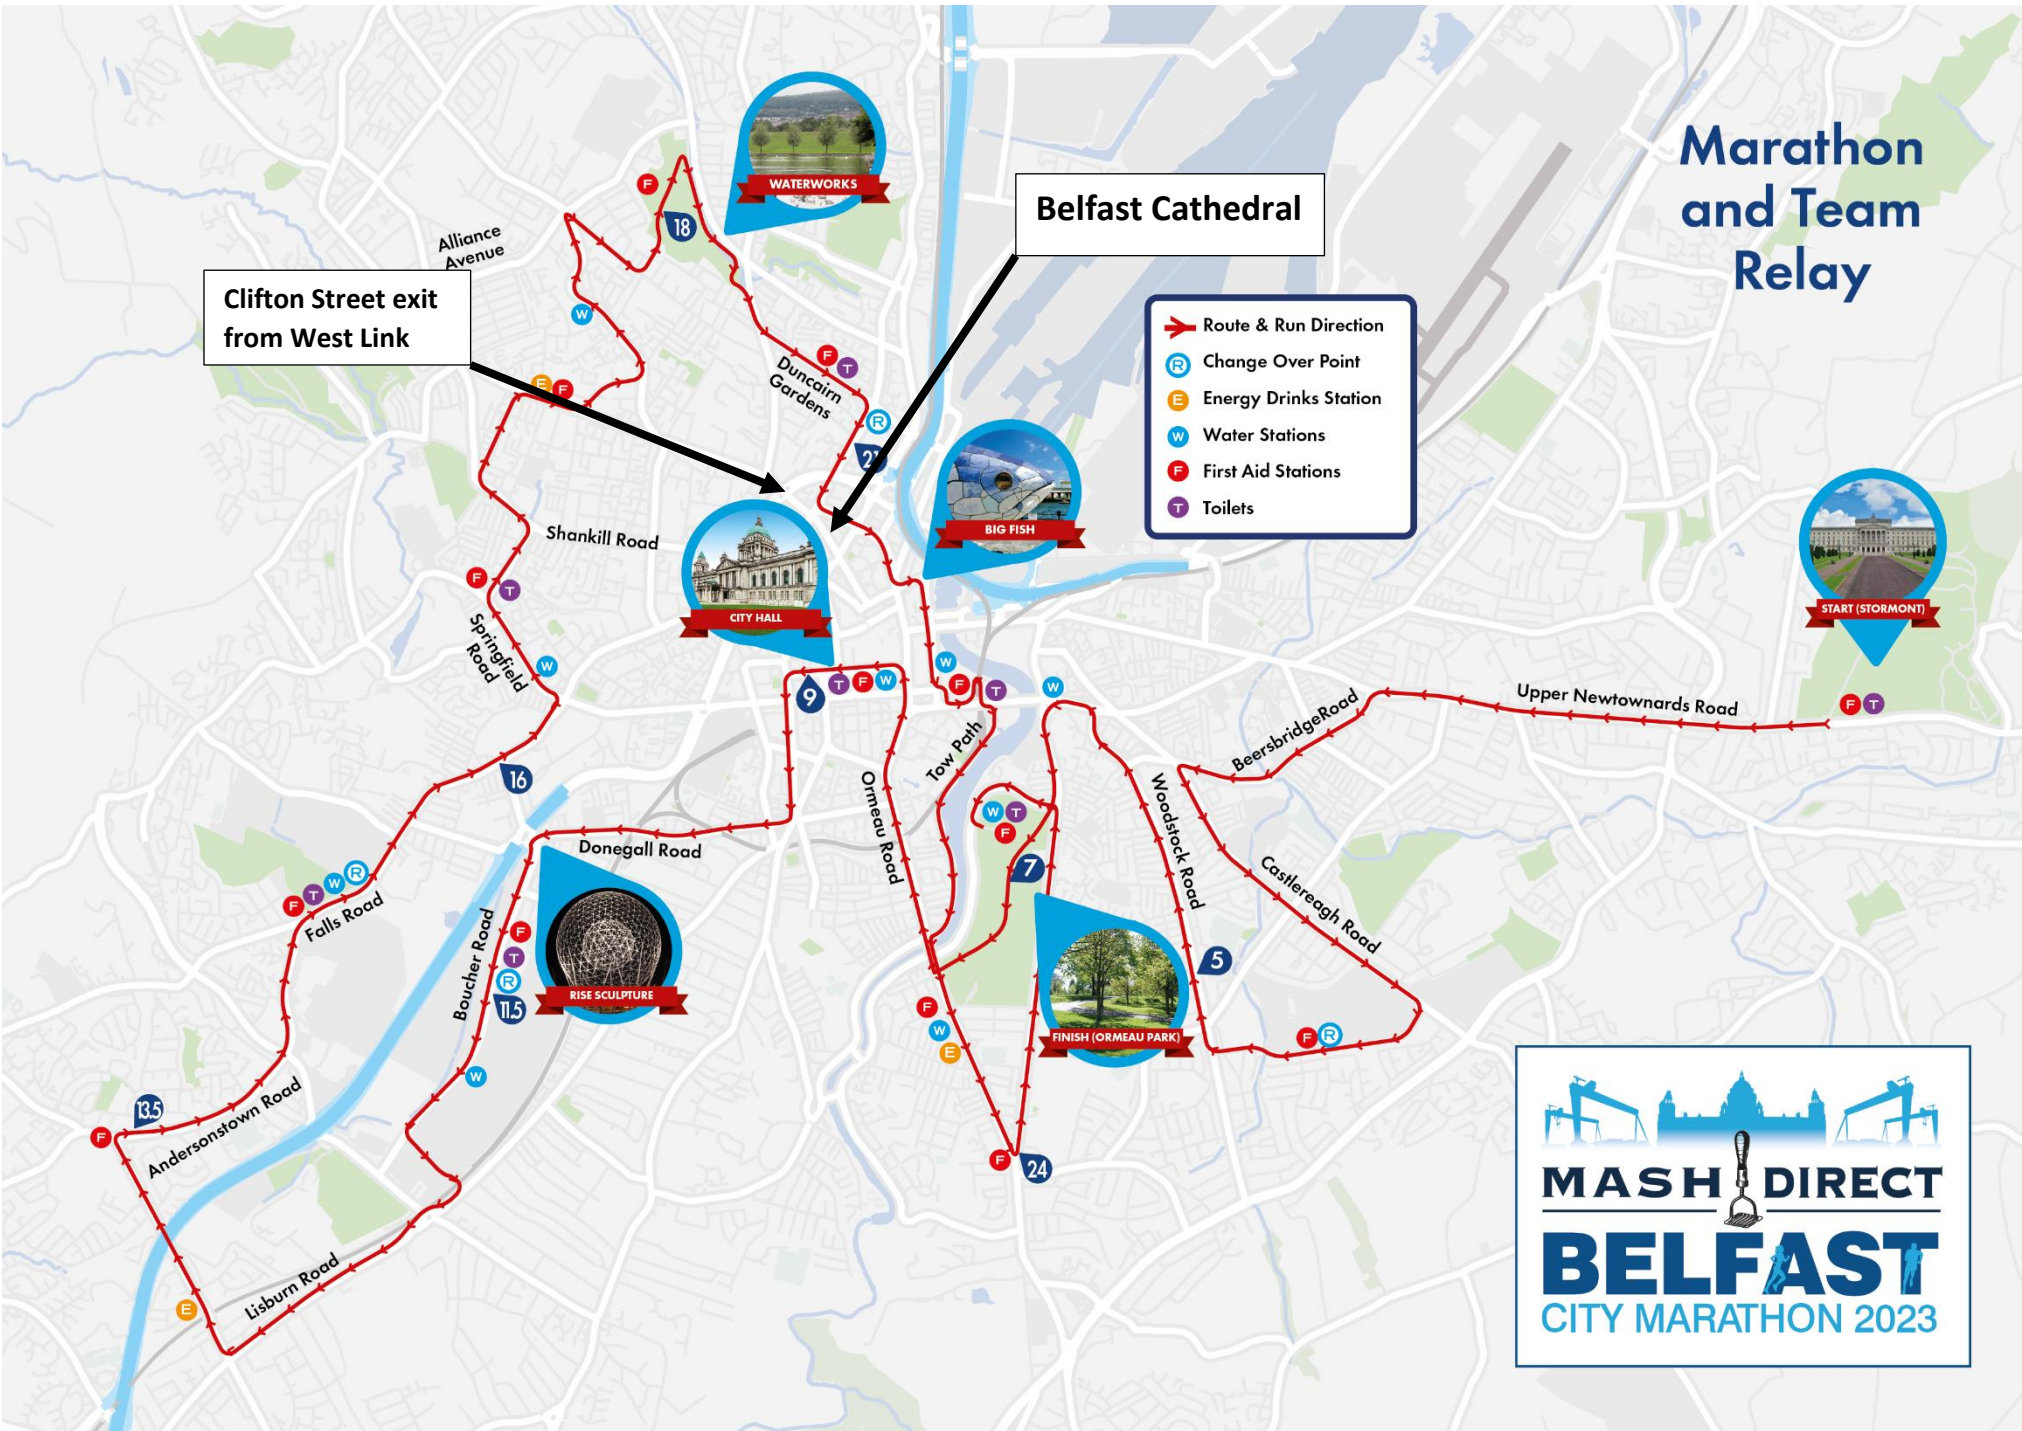 Marathon
and Team
Relay
WATERWORKS
Belfast Cathedral
F
18
Alliance
Avenue
Clifton Street exit
from West Link
W
Route & Run Direction
R Change Over Point
E Energy Drinks Station
W Water Stations
F First Aid Stations
T Toilets
F
T
Duncairn
Gardens
E
F
R
21
BIG FISH
Shankill Road
CITY HALL
START (STORMONT)
F
T
Springfield
Road
W
W
F
T
9
T
F
W
W
Upper Newtownards Road
F
T
Beersbridge Road
Tow Path
16
Ormeau Road
Woodstock Road
W
T
F
7
Donegall Road
Castlereagh Road
F
T
W
R
Falls Road
Boucher Road
F
T
R
11.5
RISE SCULPTURE
5
F
W
E
FINISH (ORMEAU PARK)
F
R
W
13.5
F
Andersonstown Road
F
24
Lisburn Road
E
MASH DIRECT
BELFAST
CITY MARATHON 2023